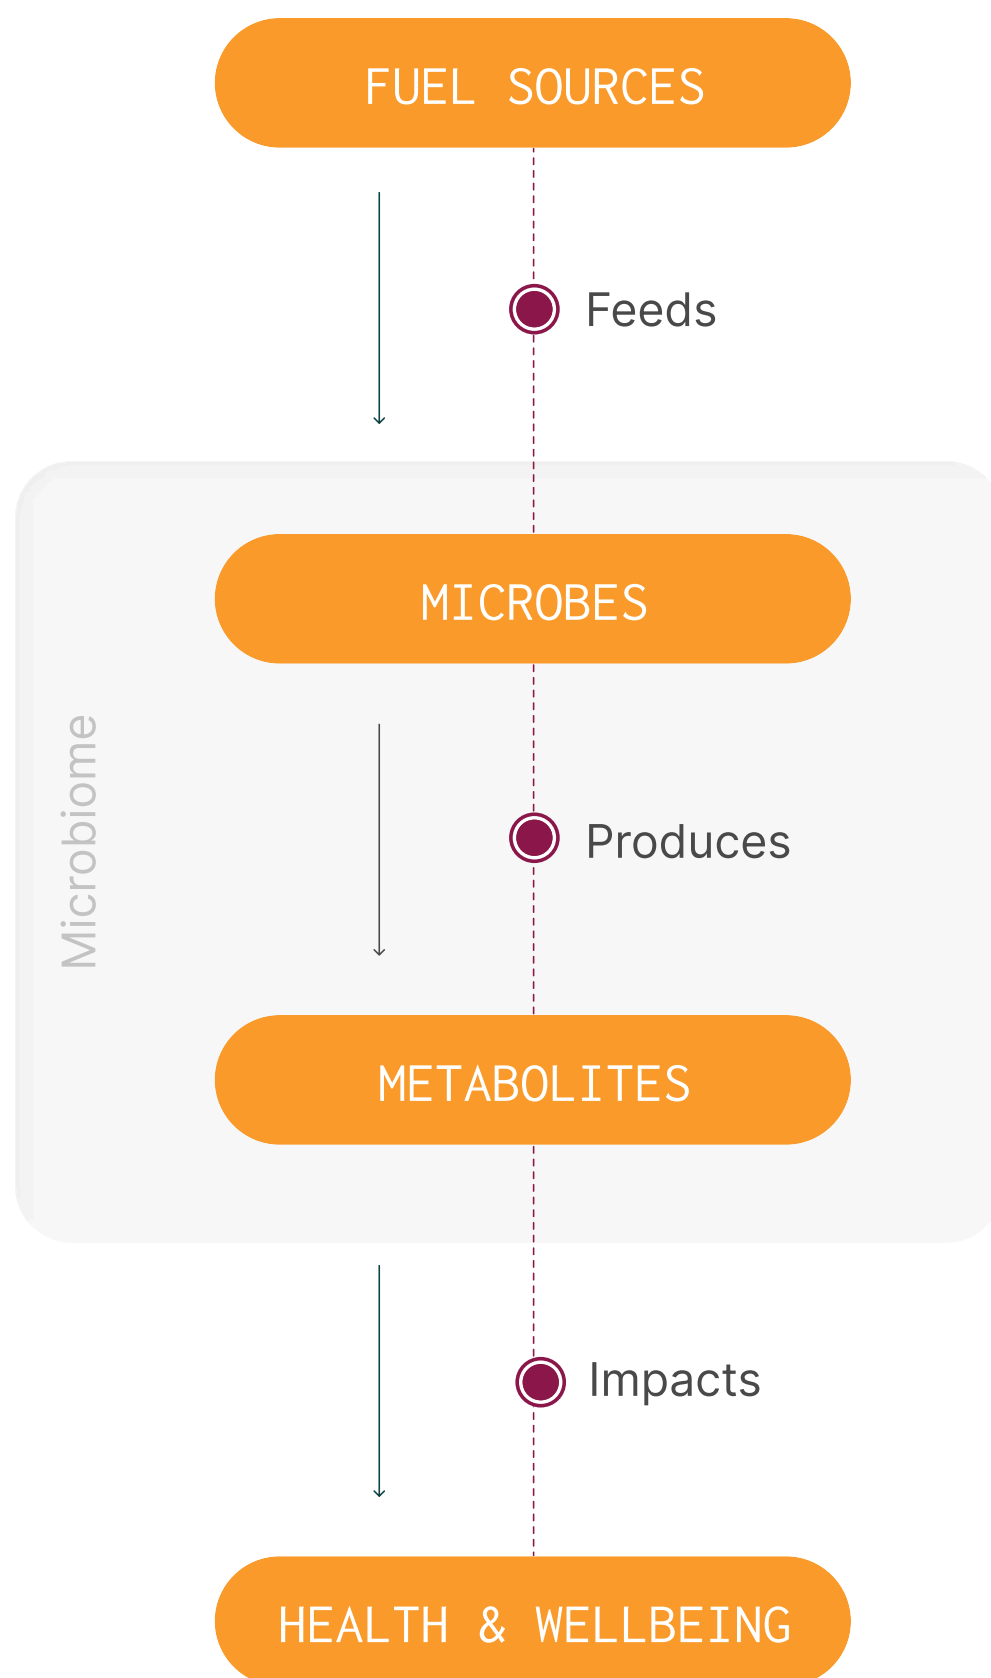 FUEL SOURCES
Feeds
MICROBES
Microbiome
Produces
METABOLITES
Impacts
HEALTH & WELLBEING